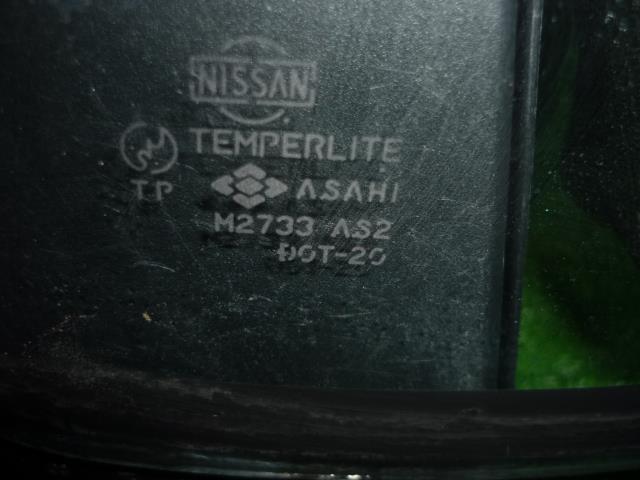 NISSAN
TEMPERLITE
TP
ASAHI
M2733 AS2
DOT-20